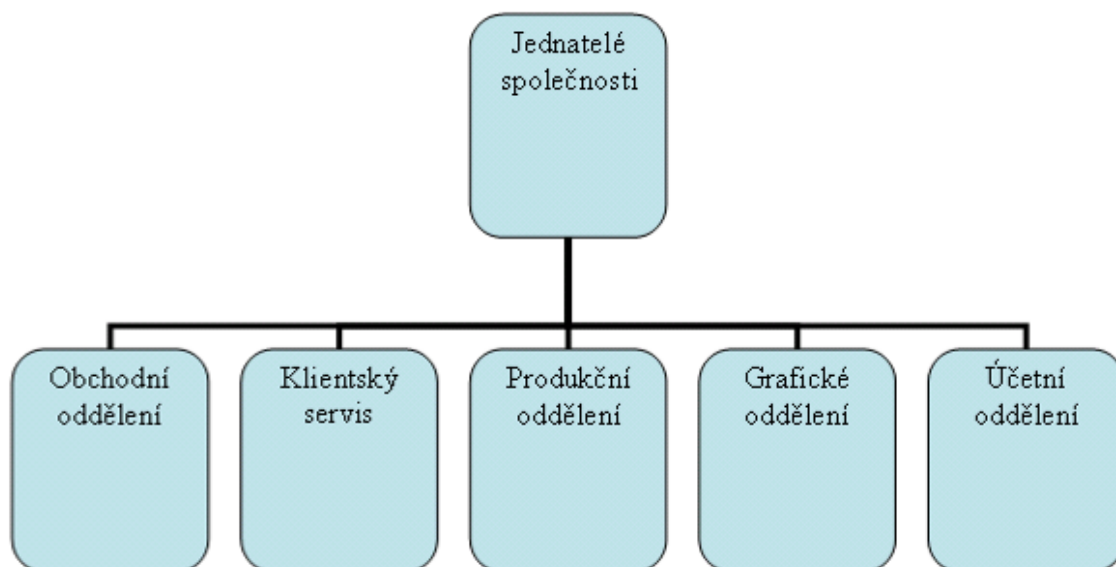 Jednatelé
společnosti
Obchodní
oddělení
Klientský
servis
Produkční
oddělení
Grafické
oddělení
Účetní
oddělení